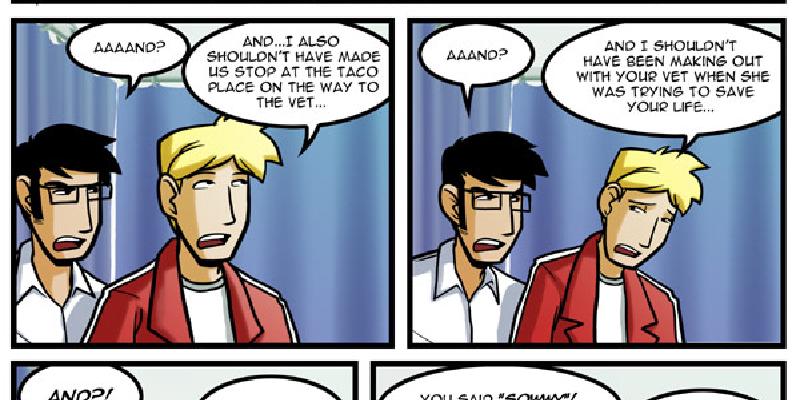 AAAAND?
AND...I ALSO
SHOULDN'T HAVE MADE
US STOP AT THE TACO
PLACE ON THE WAY TO
THE VET...
AAAND?
AND I SHOULDN'T
HAVE BEEN MAKING OUT
WITH YOUR VET WHEN SHE
WAS TRYING TO SAVE
YOUR LIFE...
AND?!
YOU SAID "SOWWY"!